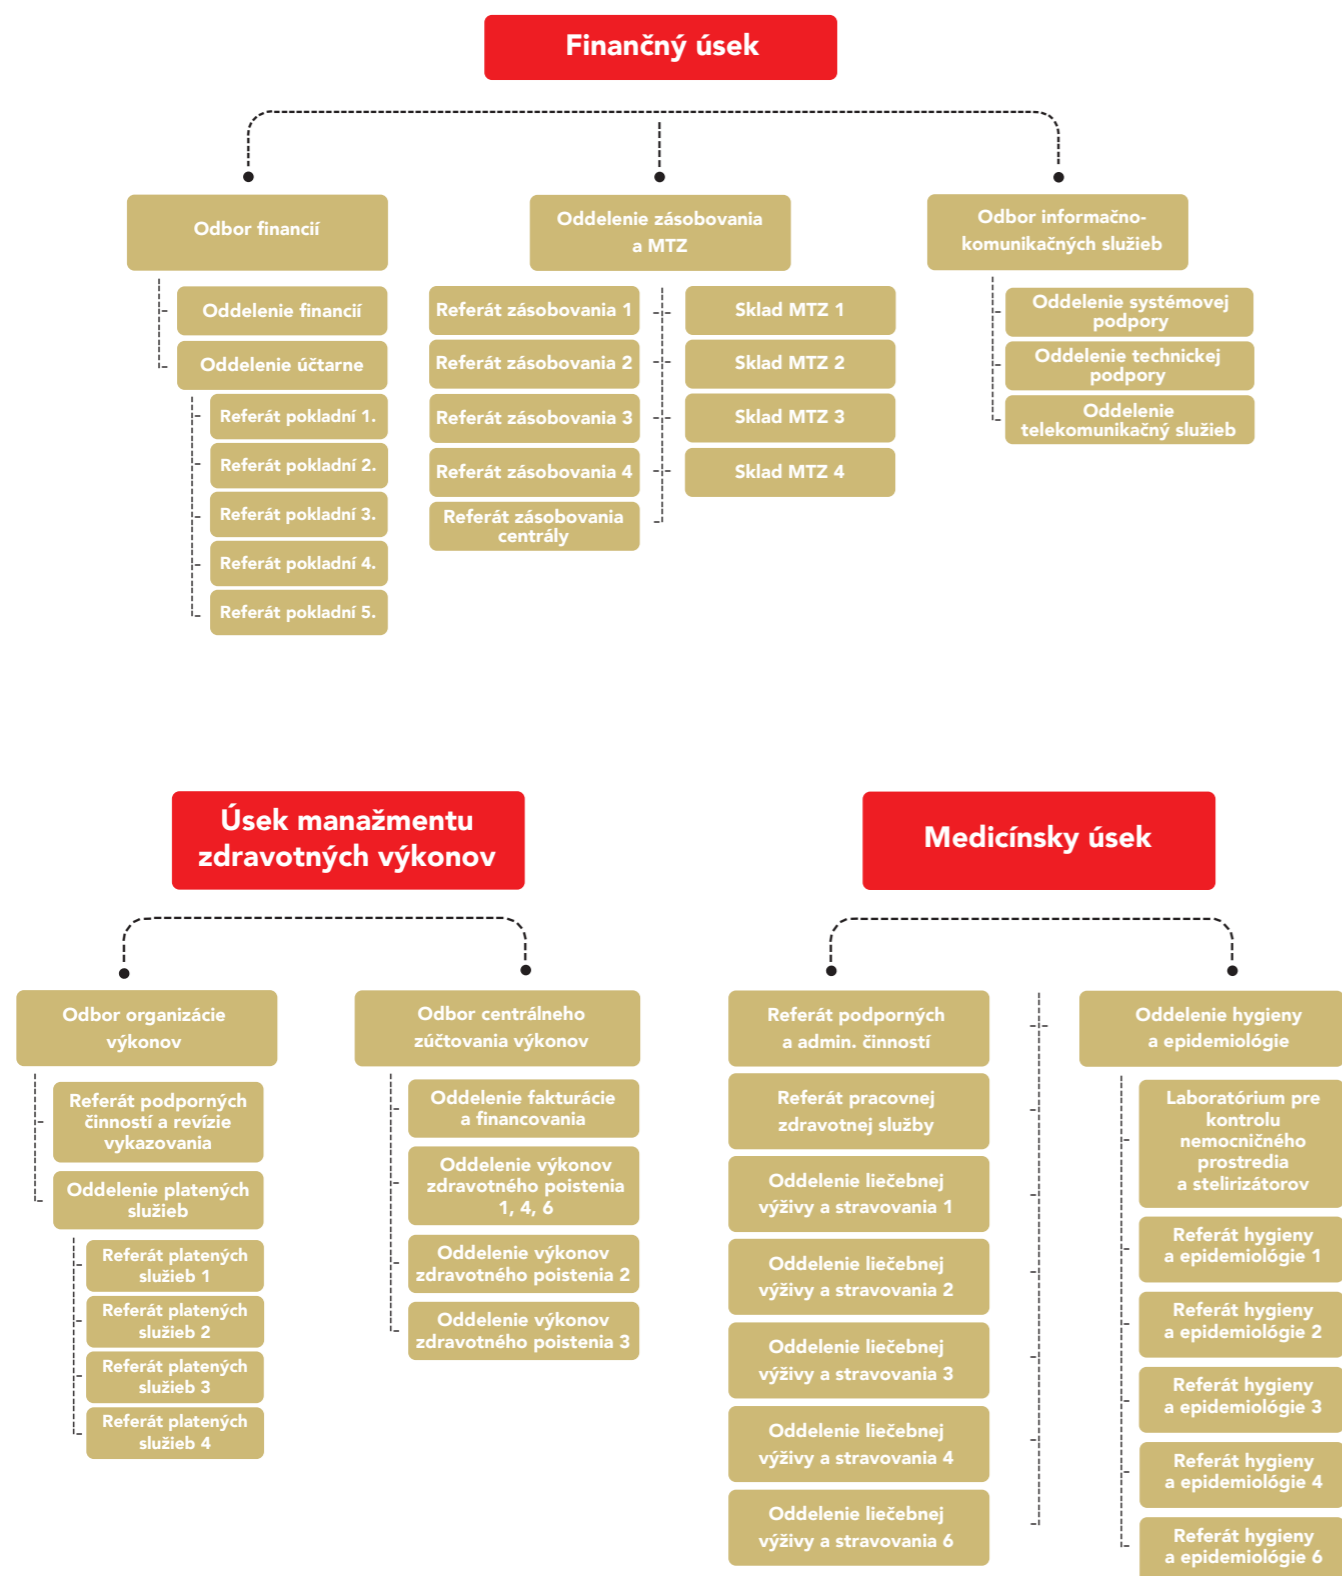 Finančný úsek
Odbor financií
Oddelenie financií
Oddelenie účtarne
Referát pokladní 1.
Referát pokladní 2.
Referát pokladní 3.
Referát pokladní 4.
Referát pokladní 5.
Oddelenie zásobovania
a MTZ
Referát zásobovania 1
Referát zásobovania 2
Referát zásobovania 3
Referát zásobovania 4
Referát zásobovania
centrály
Sklad MTZ 1
Sklad MTZ 2
Sklad MTZ 3
Sklad MTZ 4
Odbor informačno-
komunikačných služieb
Oddelenie systémovej
podpory
Oddelenie technickej
podpory
Oddelenie
telekomunikačný služieb
Úsek manažmentu
zdravotných výkonov
Odbor organizácie
výkonov
Referát podporných
činností a revízie
vykazovania
Oddelenie platených
služieb
Referát platených
služieb 1
Referát platených
služieb 2
Referát platených
služieb 3
Referát platených
služieb 4
Odbor centrálneho
zúčtovania výkonov
Oddelenie fakturácie
a financovania
Oddelenie výkonov
zdravotného poistenia
1, 4, 6
Oddelenie výkonov
zdravotného poistenia 2
Oddelenie výkonov
zdravotného poistenia 3
Medicínsky úsek
Referát podporných
a admin. činností
Referát pracovnej
zdravotnej služby
Oddelenie liečebnej
výživy a stravovania 1
Oddelenie liečebnej
výživy a stravovania 2
Oddelenie liečebnej
výživy a stravovania 3
Oddelenie liečebnej
výživy a stravovania 4
Oddelenie liečebnej
výživy a stravovania 6
Oddelenie hygieny
a epidemiológie
Laboratórium pre
kontrolu
nemocničného
prostredia
a stelirizátorov
Referát hygieny
a epidemiológie 1
Referát hygieny
a epidemiológie 2
Referát hygieny
a epidemiológie 3
Referát hygieny
a epidemiológie 4
Referát hygieny
a epidemiológie 6